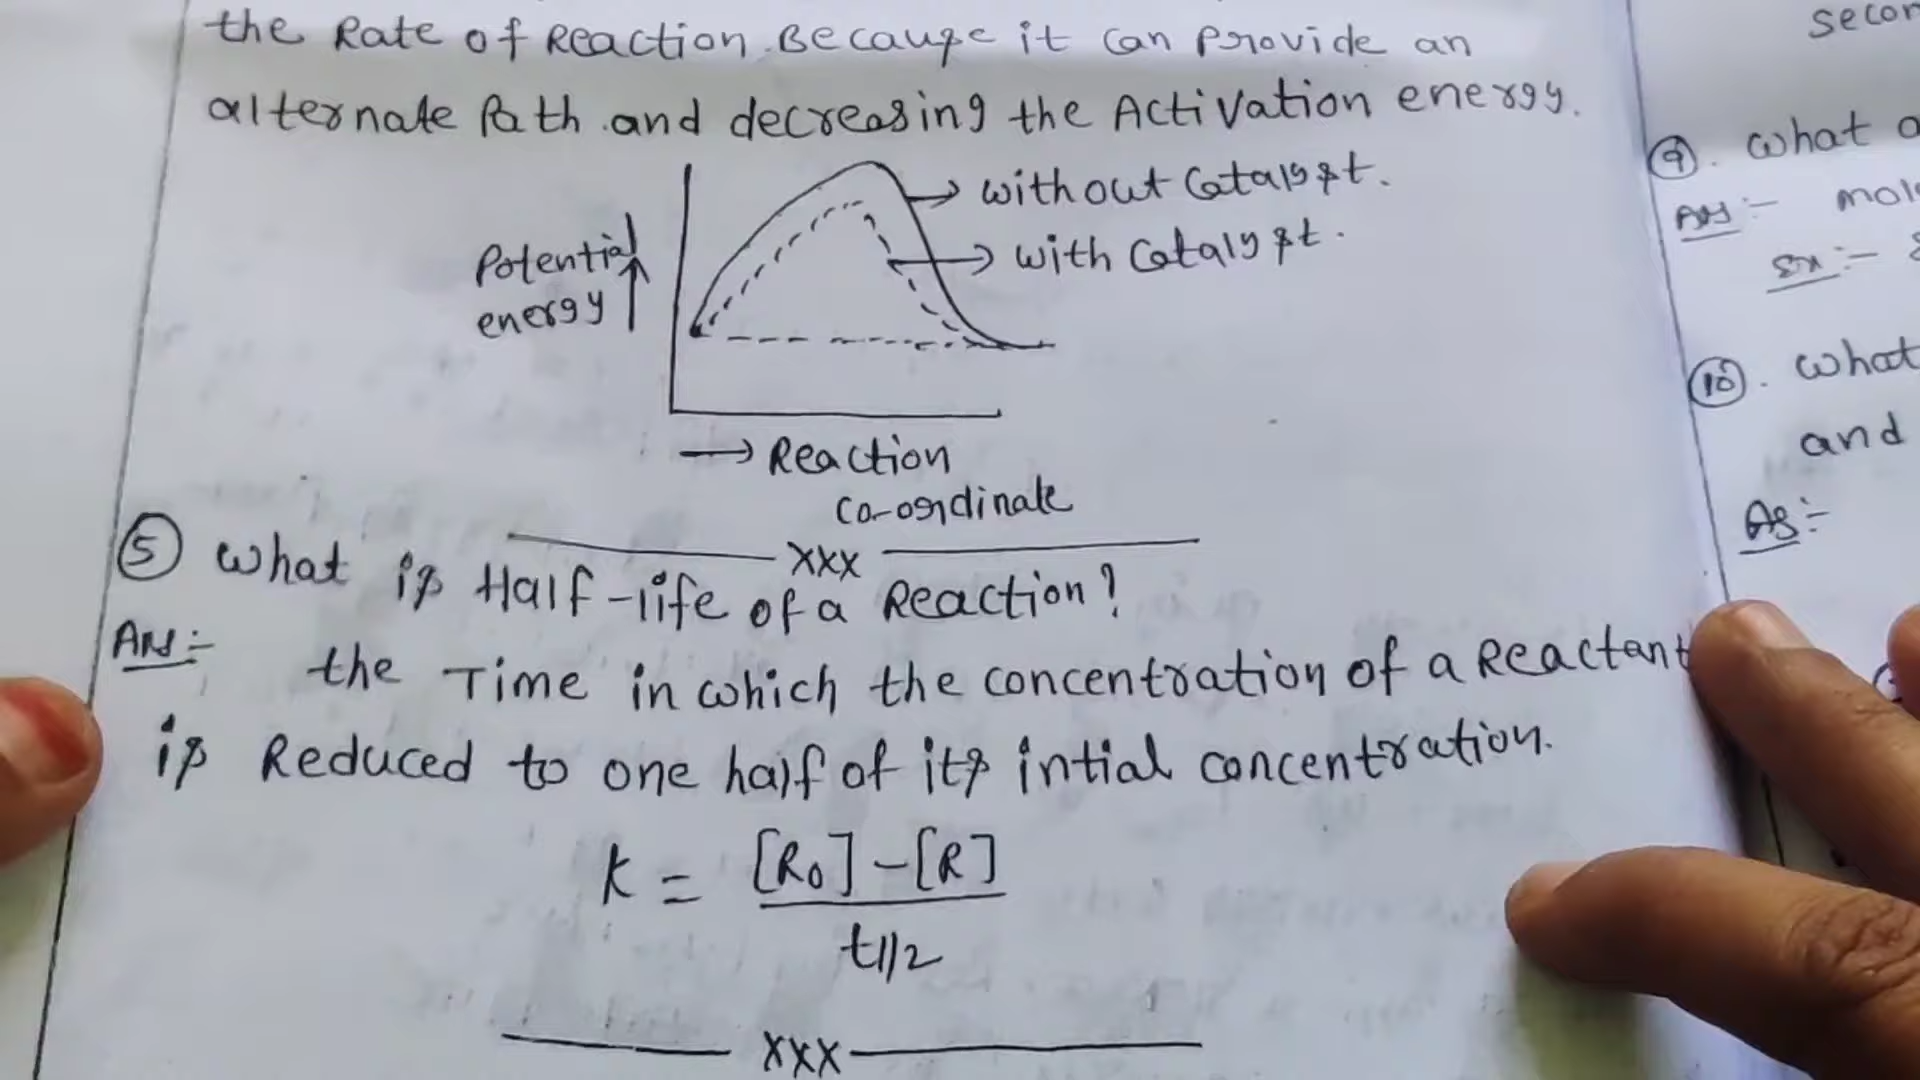 the Rate of Reaction. Because it can provide an
alternate Path and decreasing the Activation energy.
without catalyst.
with catalyst.
Potential
energy
Reaction
co-ordinate
xxx
5 What is Half-life of a Reaction?
Ans:-
the Time in which the concentration of a Reactant
is Reduced to one half of its intial concentration.
K = [R0] - [R]
t1/2
xxx
secon
9. what
Ans:-
Ex:-
10. what
and
As:-